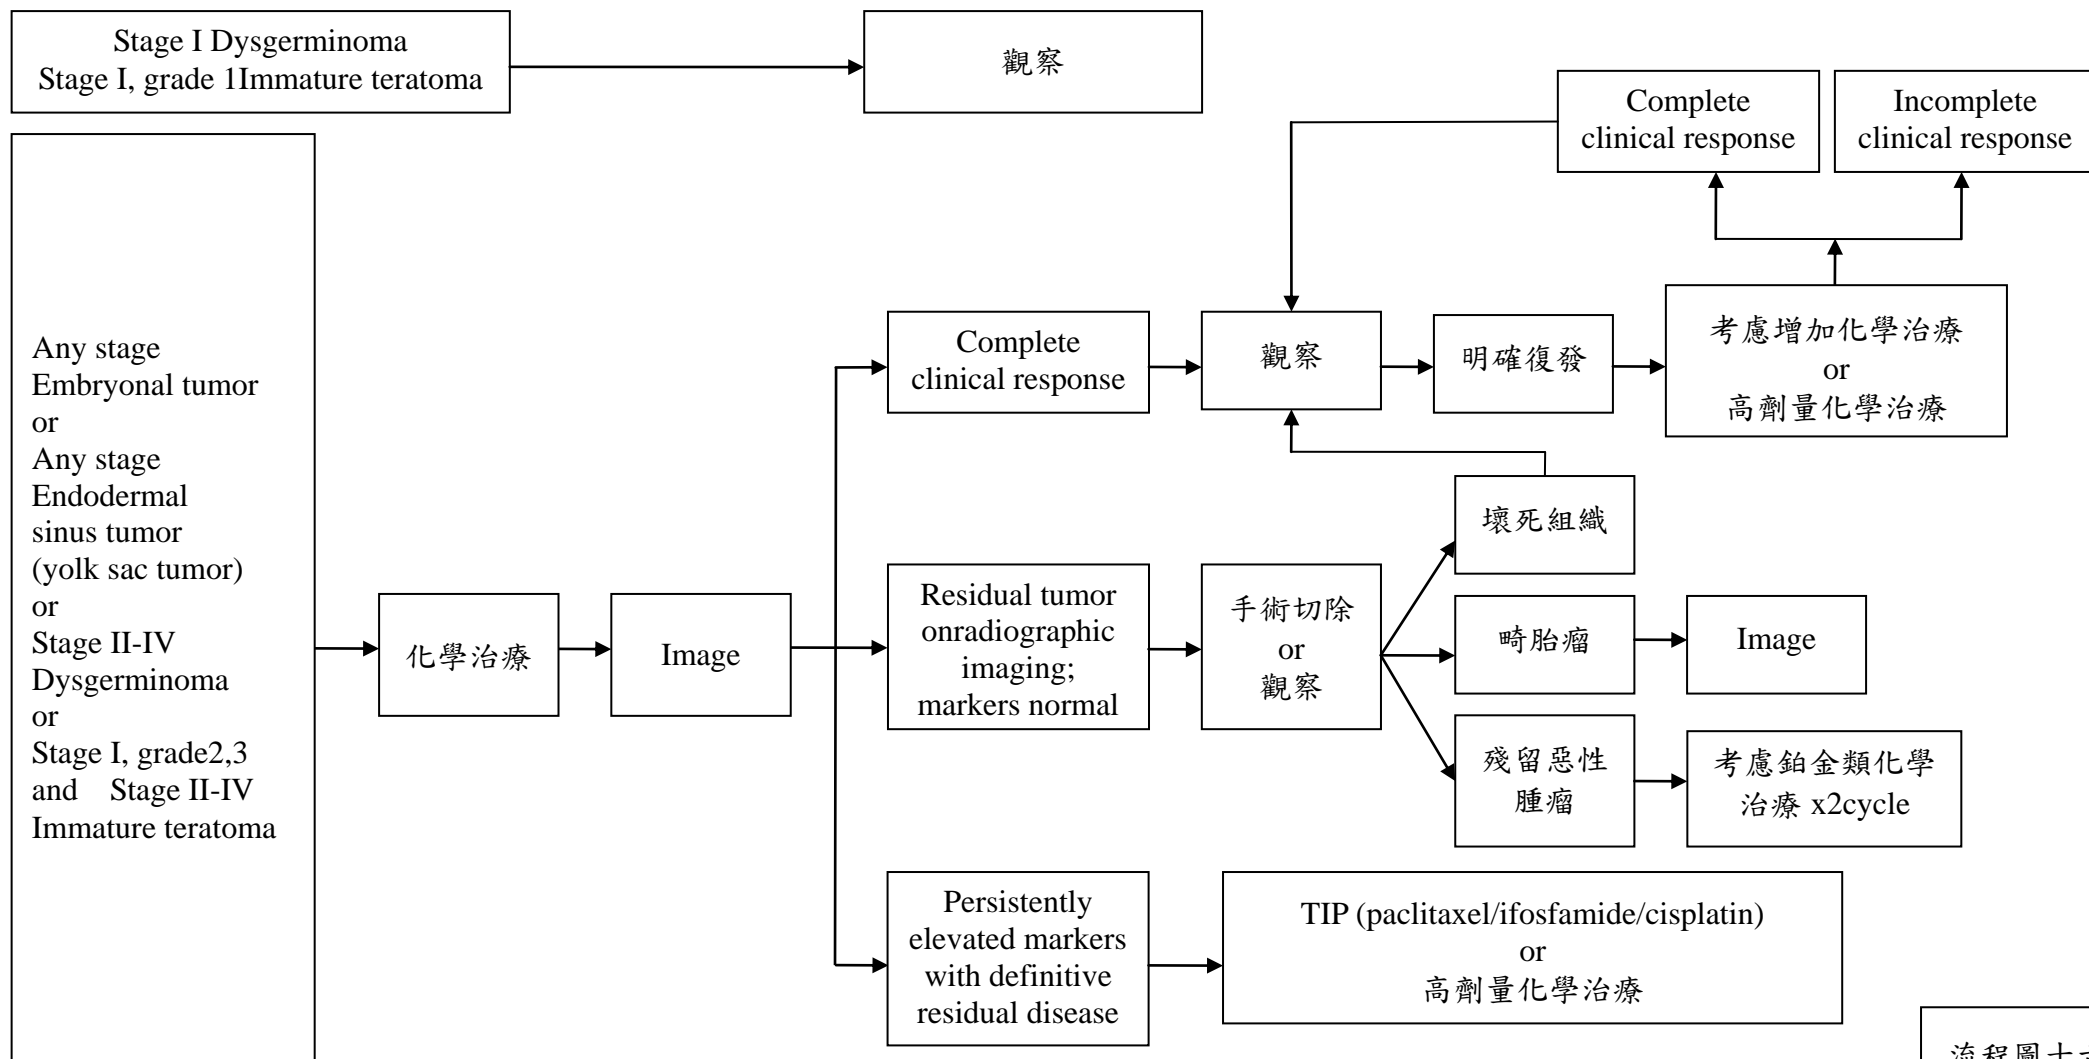 Stage I Dysgerminoma
Stage I, grade 1Immature teratoma
觀察
Complete
clinical response
Incomplete
clinical response
Any stage
Embryonal tumor
or
Any stage
Endodermal
sinus tumor
(yolk sac tumor)
or
Stage II-IV
Dysgerminoma
or
Stage I, grade2,3
and Stage II-IV
Immature teratoma
化學治療
Image
Complete
clinical response
觀察
明確復發
考慮增加化學治療
or
高劑量化學治療
Residual tumor
onradiographic
imaging;
markers normal
手術切除
or
觀察
壞死組織
畸胎瘤
Image
殘留惡性
腫瘤
考慮鉑金類化學
治療 x2cycle
Persistently
elevated markers
with definitive
residual disease
TIP (paclitaxel/ifosfamide/cisplatin)
or
高劑量化學治療
流程圖十